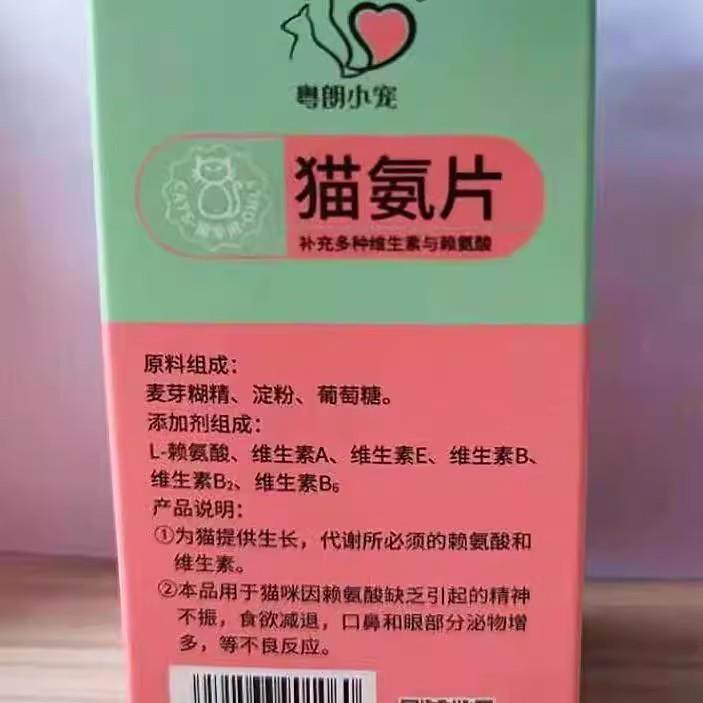 粤朗小宠
猫氨片
补充多种维生素与赖氨酸
原料组成：
麦芽糊精、淀粉、葡萄糖。
添加剂组成：
L-赖氨酸、维生素A、维生素E、维生素B、
维生素B₂、维生素B₆
产品说明：
①为猫提供生长，代谢所必须的赖氨酸和
维生素。
②本品用于猫咪因赖氨酸缺乏引起的精神
不振，食欲减退，口鼻和眼部分泌物增
多，等不良反应。